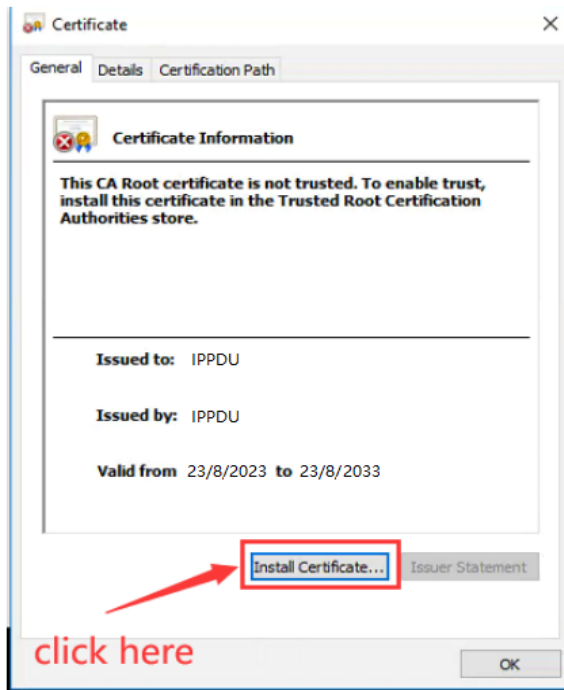 Certificate
General Details Certification Path
Certificate Information
This CA Root certificate is not trusted. To enable trust,
install this certificate in the Trusted Root Certification
Authorities store.
Issued to: IPPDU
Issued by: IPPDU
Valid from 23/8/2023 to 23/8/2033
Install Certificate... Issuer Statement
click here
OK